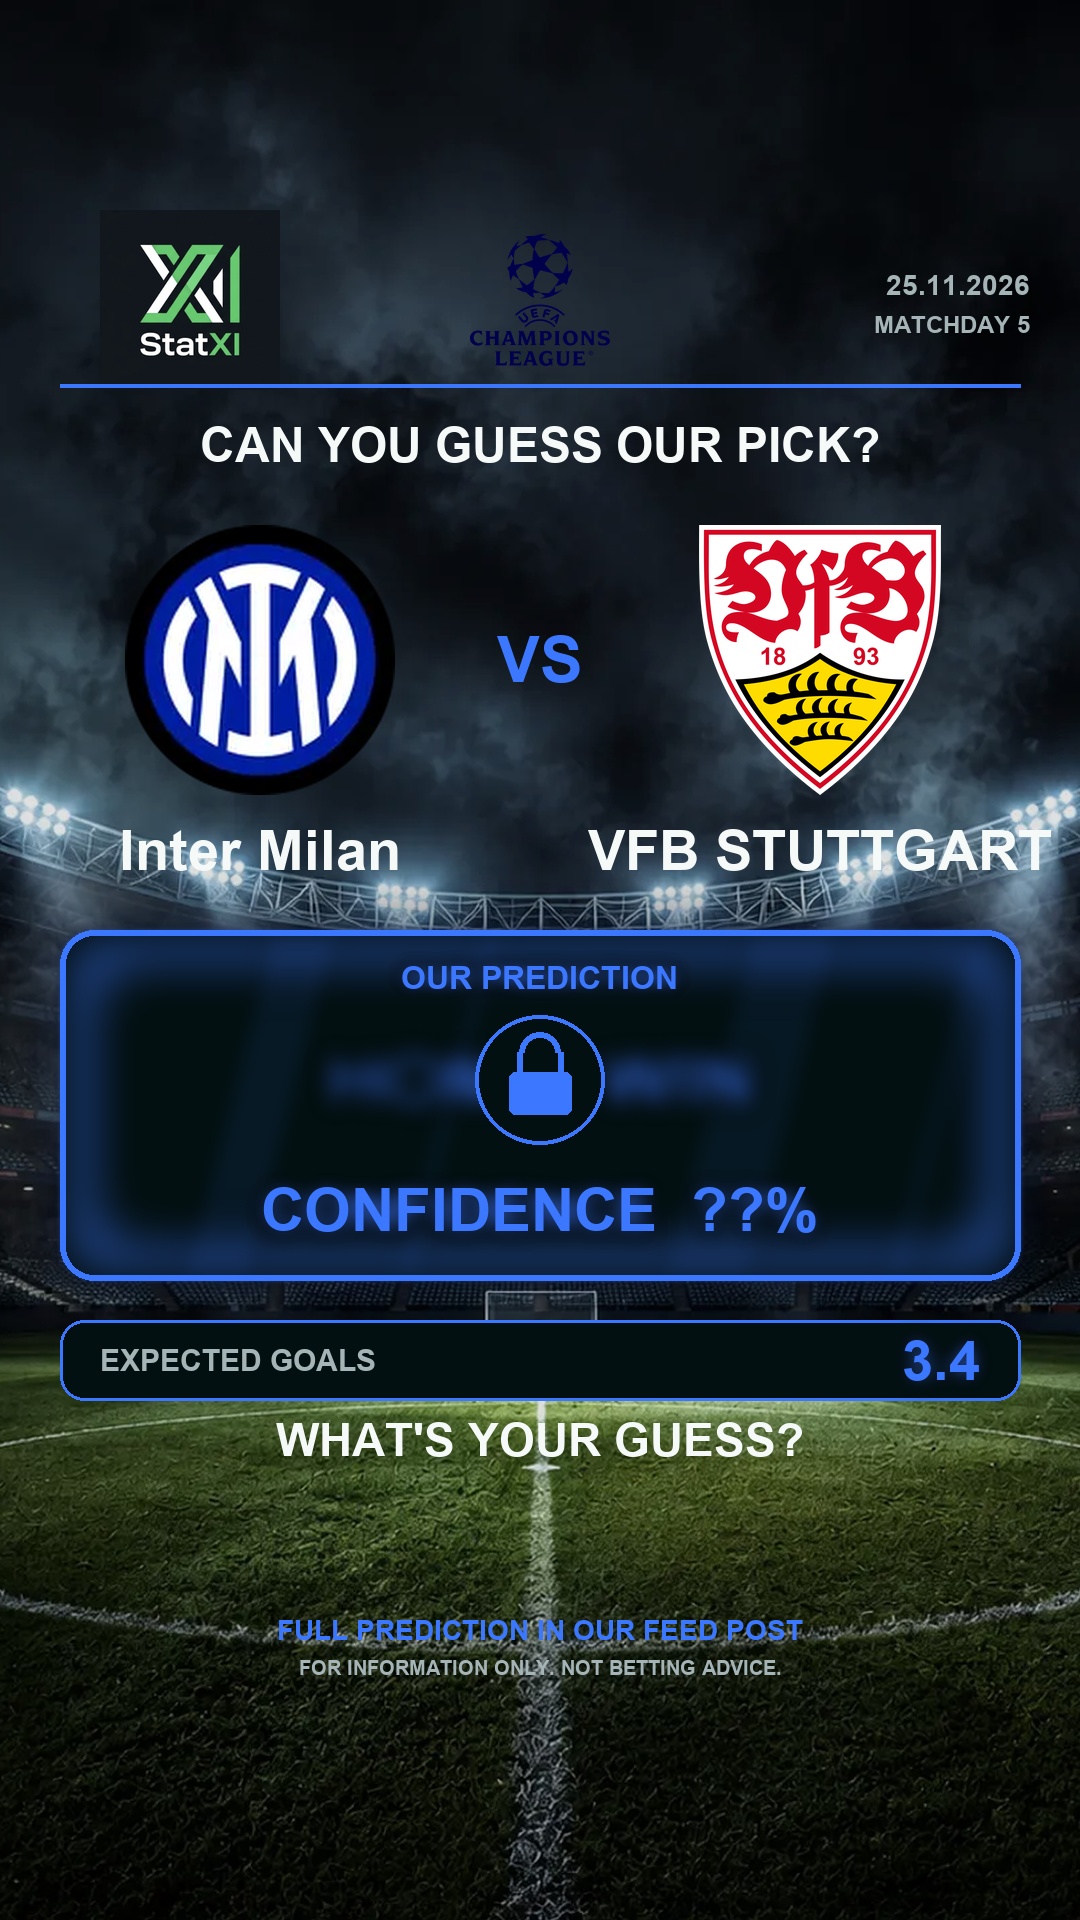 StatXI
UEFA
CHAMPIONS
LEAGUE
25.11.2026
MATCHDAY 5
CAN YOU GUESS OUR PICK?
VS
VfB
18 93
Inter Milan
VFB STUTTGART
OUR PREDICTION
CONFIDENCE ??%
EXPECTED GOALS 3.4
WHAT'S YOUR GUESS?
FULL PREDICTION IN OUR FEED POST
FOR INFORMATION ONLY. NOT BETTING ADVICE.